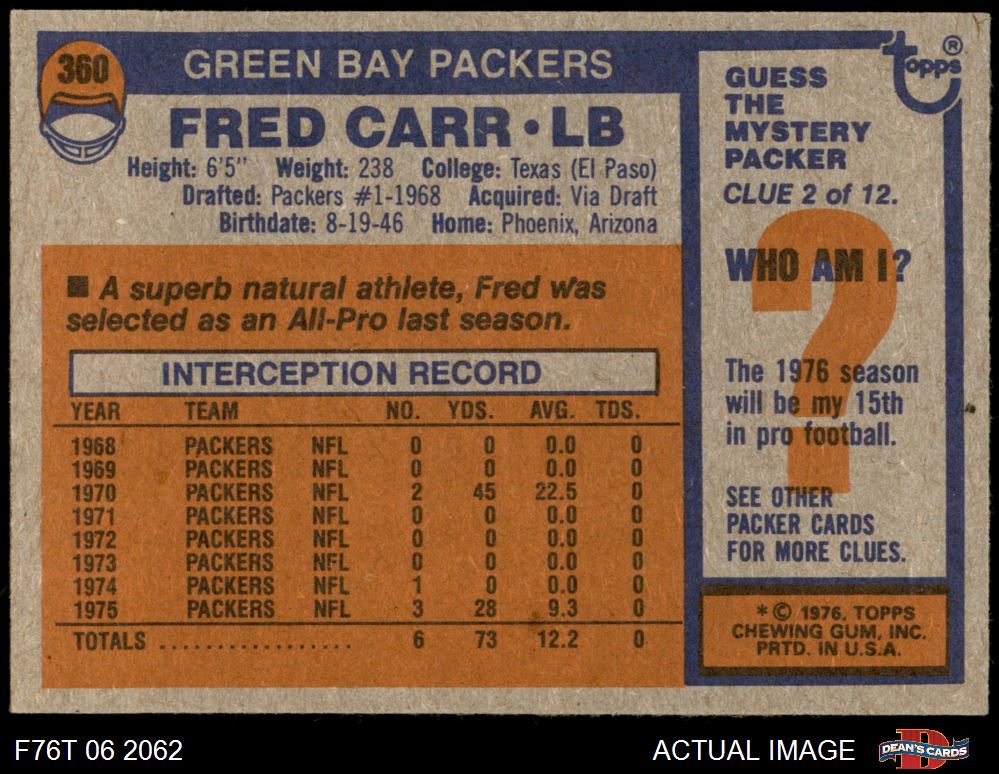 360
GREEN BAY PACKERS
FRED CARR • LB
Height: 6'5" Weight: 238 College: Texas (El Paso)
Drafted: Packers #1-1968 Acquired: Via Draft
Birthdate: 8-19-46 Home: Phoenix, Arizona
■ A superb natural athlete, Fred was
selected as an All-Pro last season.
INTERCEPTION RECORD
YEAR TEAM NO. YDS. AVG. TDS.
1968 PACKERS NFL 0 0 0.0 0
1969 PACKERS NFL 0 0 0.0 0
1970 PACKERS NFL 2 45 22.5 0
1971 PACKERS NFL 0 0 0.0 0
1972 PACKERS NFL 0 0 0.0 0
1973 PACKERS NFL 0 0 0.0 0
1974 PACKERS NFL 1 0 0.0 0
1975 PACKERS NFL 3 28 9.3 0
TOTALS .................. 6 73 12.2 0
topps ®
GUESS
THE
MYSTERY
PACKER
CLUE 2 of 12.
WHO AM I?
?
The 1976 season
will be my 15th
in pro football.
SEE OTHER
PACKER CARDS
FOR MORE CLUES.
* © 1976, TOPPS
CHEWING GUM, INC.
PRTD. IN U.S.A.
F76T 06 2062
ACTUAL IMAGE
D
DEAN'S CARDS